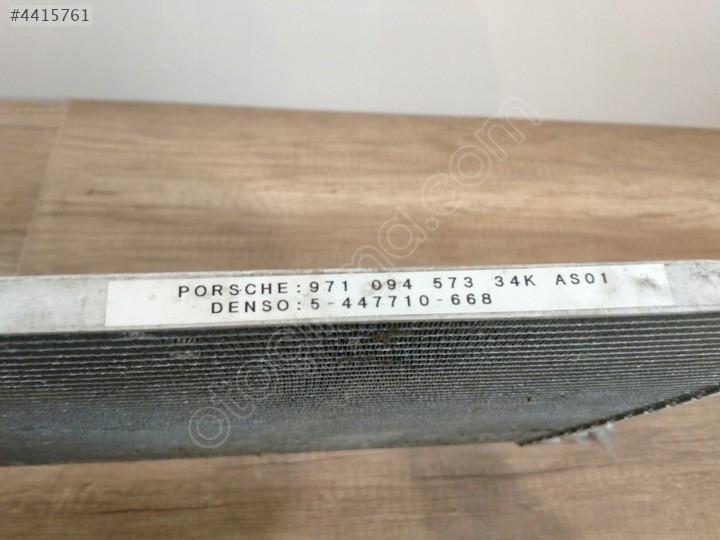 #4415761
PORSCHE:971 094 573 34K AS01
DENSO:5-447710-668